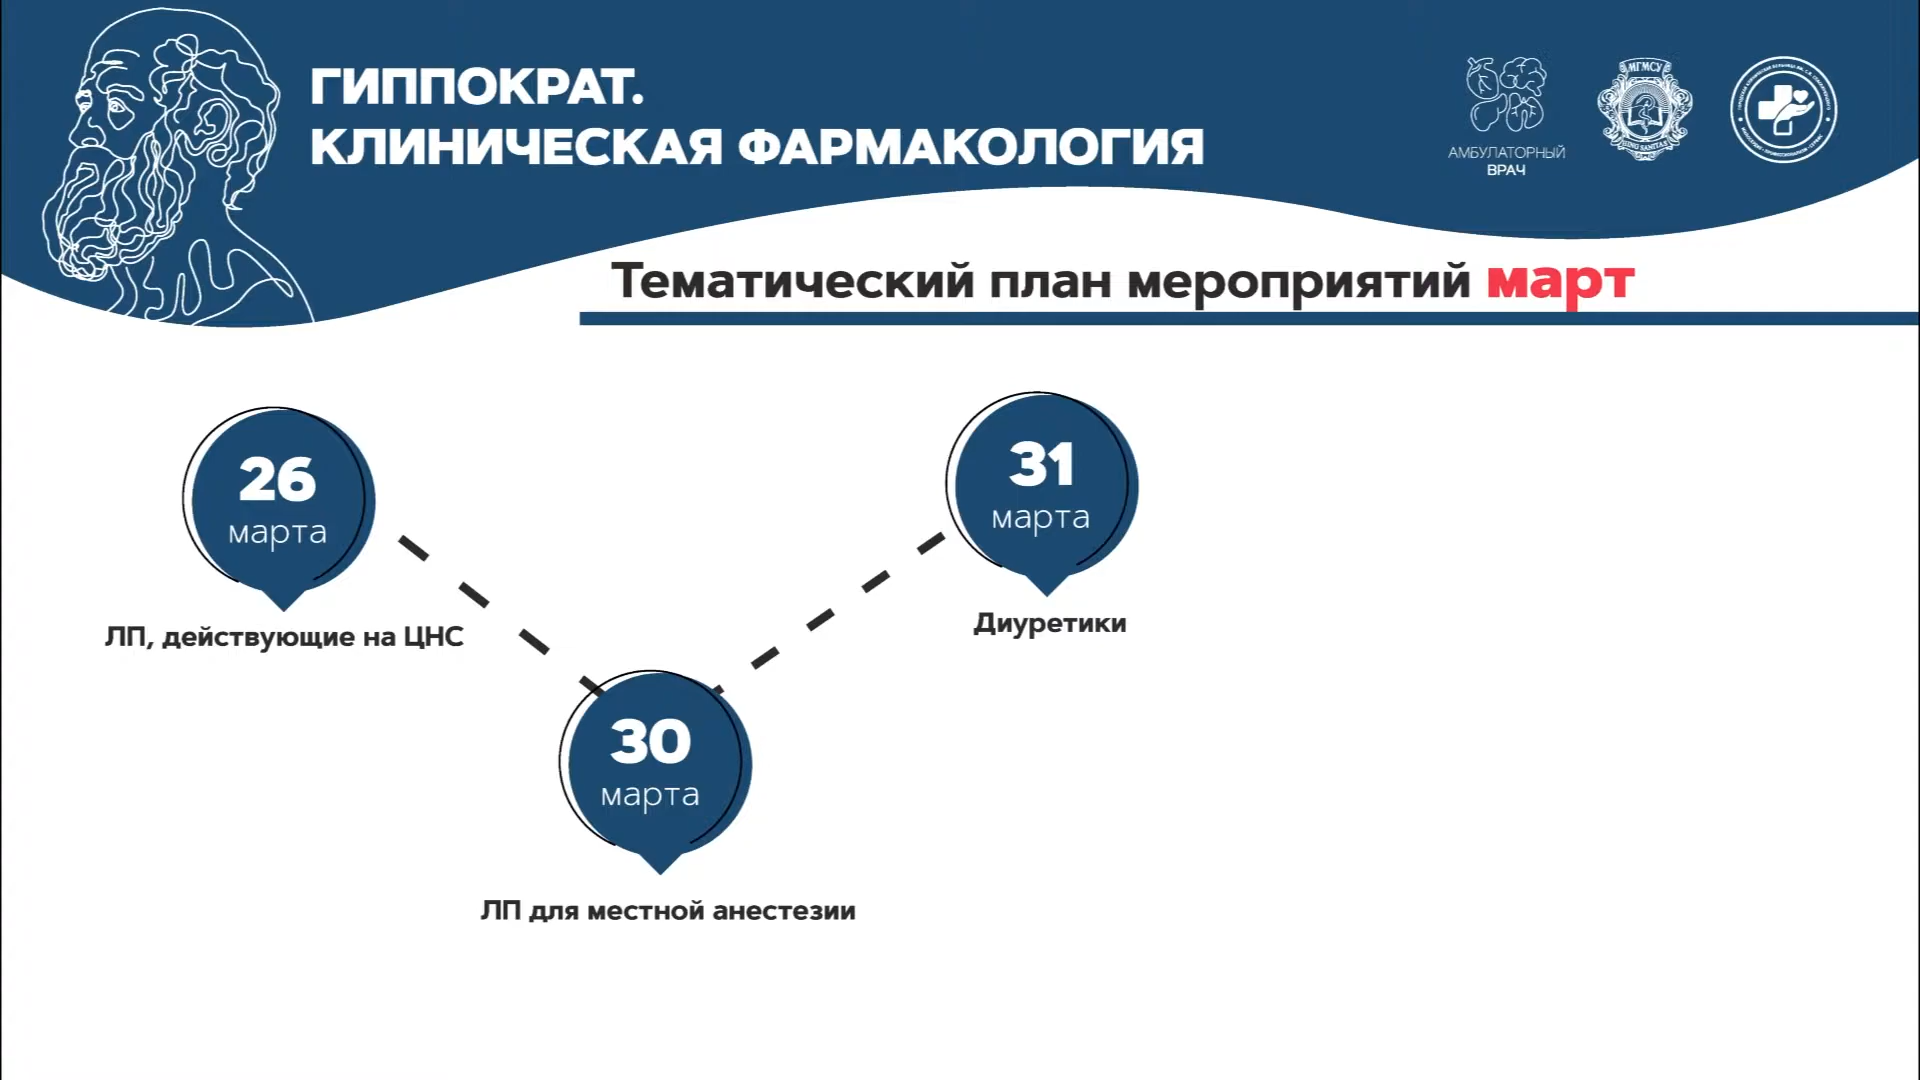 ГИППОКРАТ.
КЛИНИЧЕСКАЯ ФАРМАКОЛОГИЯ
АМБУЛАТОРНЫЙ
ВРАЧ
МГМСУ
Тематический план мероприятий март
26
марта
ЛП, действующие на ЦНС
30
марта
ЛП для местной анестезии
31
марта
Диуретики